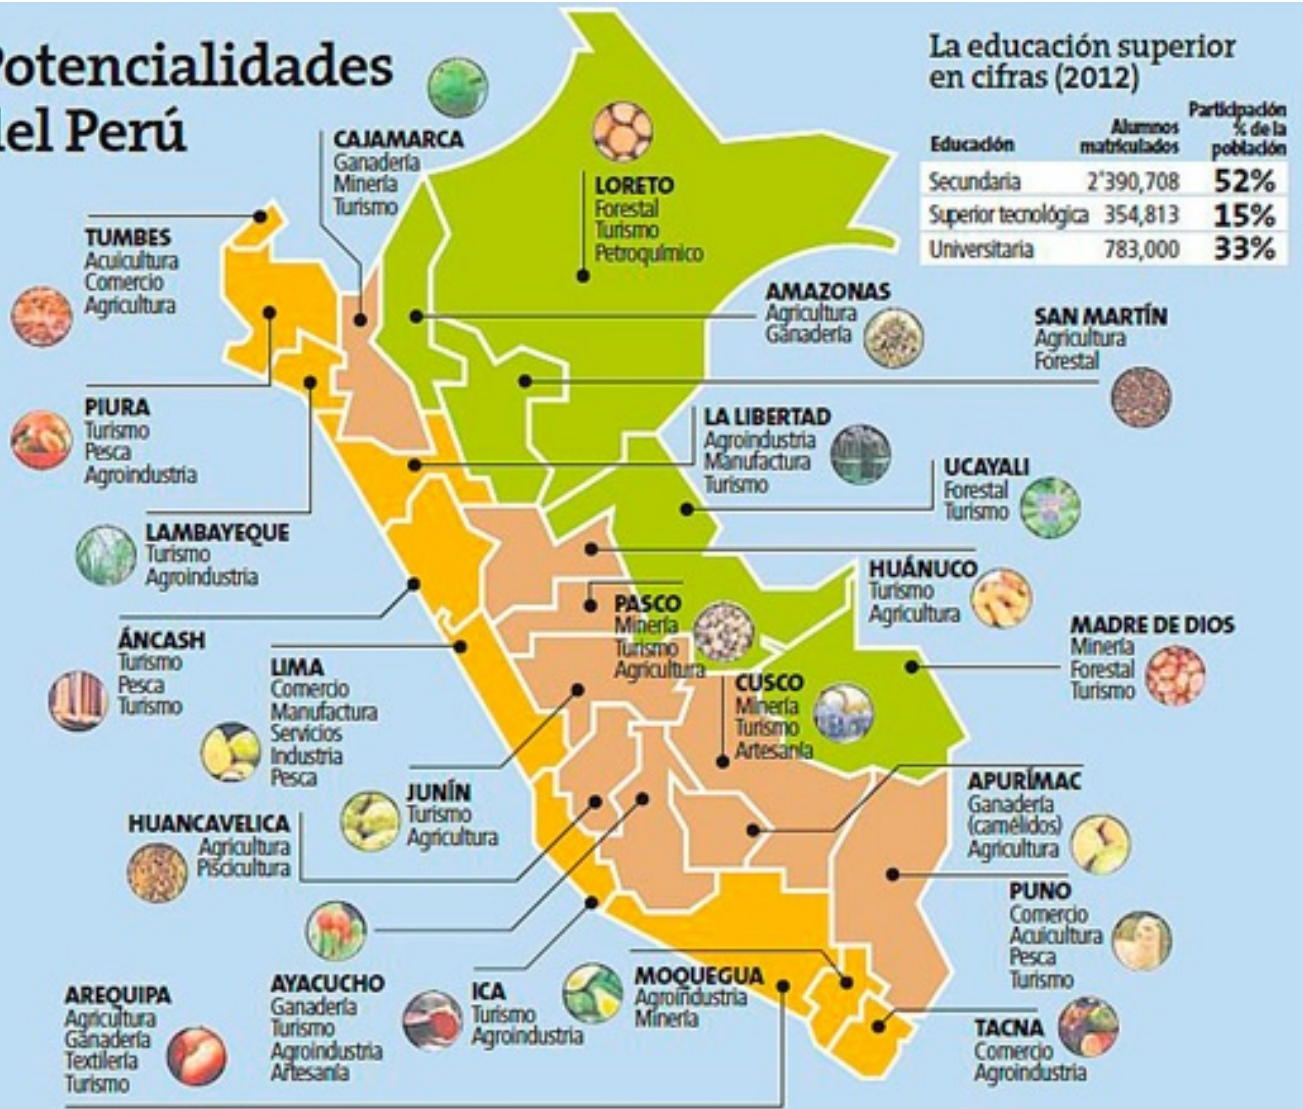 otencialidades
el Perú
La educación superior
en cifras (2012)
Educación Alumnos matriculados Participación % de la población
Secundaria 2'390,708 52%
Superior tecnológica 354,813 15%
Universitaria 783,000 33%
CAJAMARCA
Ganadería
Minería
Turismo
LORETO
Forestal
Turismo
Petroquímico
TUMBES
Acuicultura
Comercio
Agricultura
AMAZONAS
Agricultura
Ganadería
SAN MARTÍN
Agricultura
Forestal
PIURA
Turismo
Pesca
Agroindustria
LA LIBERTAD
Agroindustria
Manufactura
Turismo
UCAYALI
Forestal
Turismo
LAMBAYEQUE
Turismo
Agroindustria
HUÁNUCO
Turismo
Agricultura
PASCO
Minería
Turismo
Agricultura
MADRE DE DIOS
Minería
Forestal
Turismo
ÁNCASH
Turismo
Pesca
Turismo
LIMA
Comercio
Manufactura
Servicios
Industria
Pesca
CUSCO
Minería
Turismo
Artesanía
JUNÍN
Turismo
Agricultura
APURÍMAC
Ganadería
(camélidos)
Agricultura
HUANCAVELICA
Agricultura
Piscicultura
PUNO
Comercio
Acuicultura
Pesca
Turismo
AREQUIPA
Agricultura
Ganadería
Textilería
Turismo
AYACUCHO
Ganadería
Turismo
Agroindustria
Artesanía
ICA
Turismo
Agroindustria
MOQUEGUA
Agroindustria
Minería
TACNA
Comercio
Agroindustria